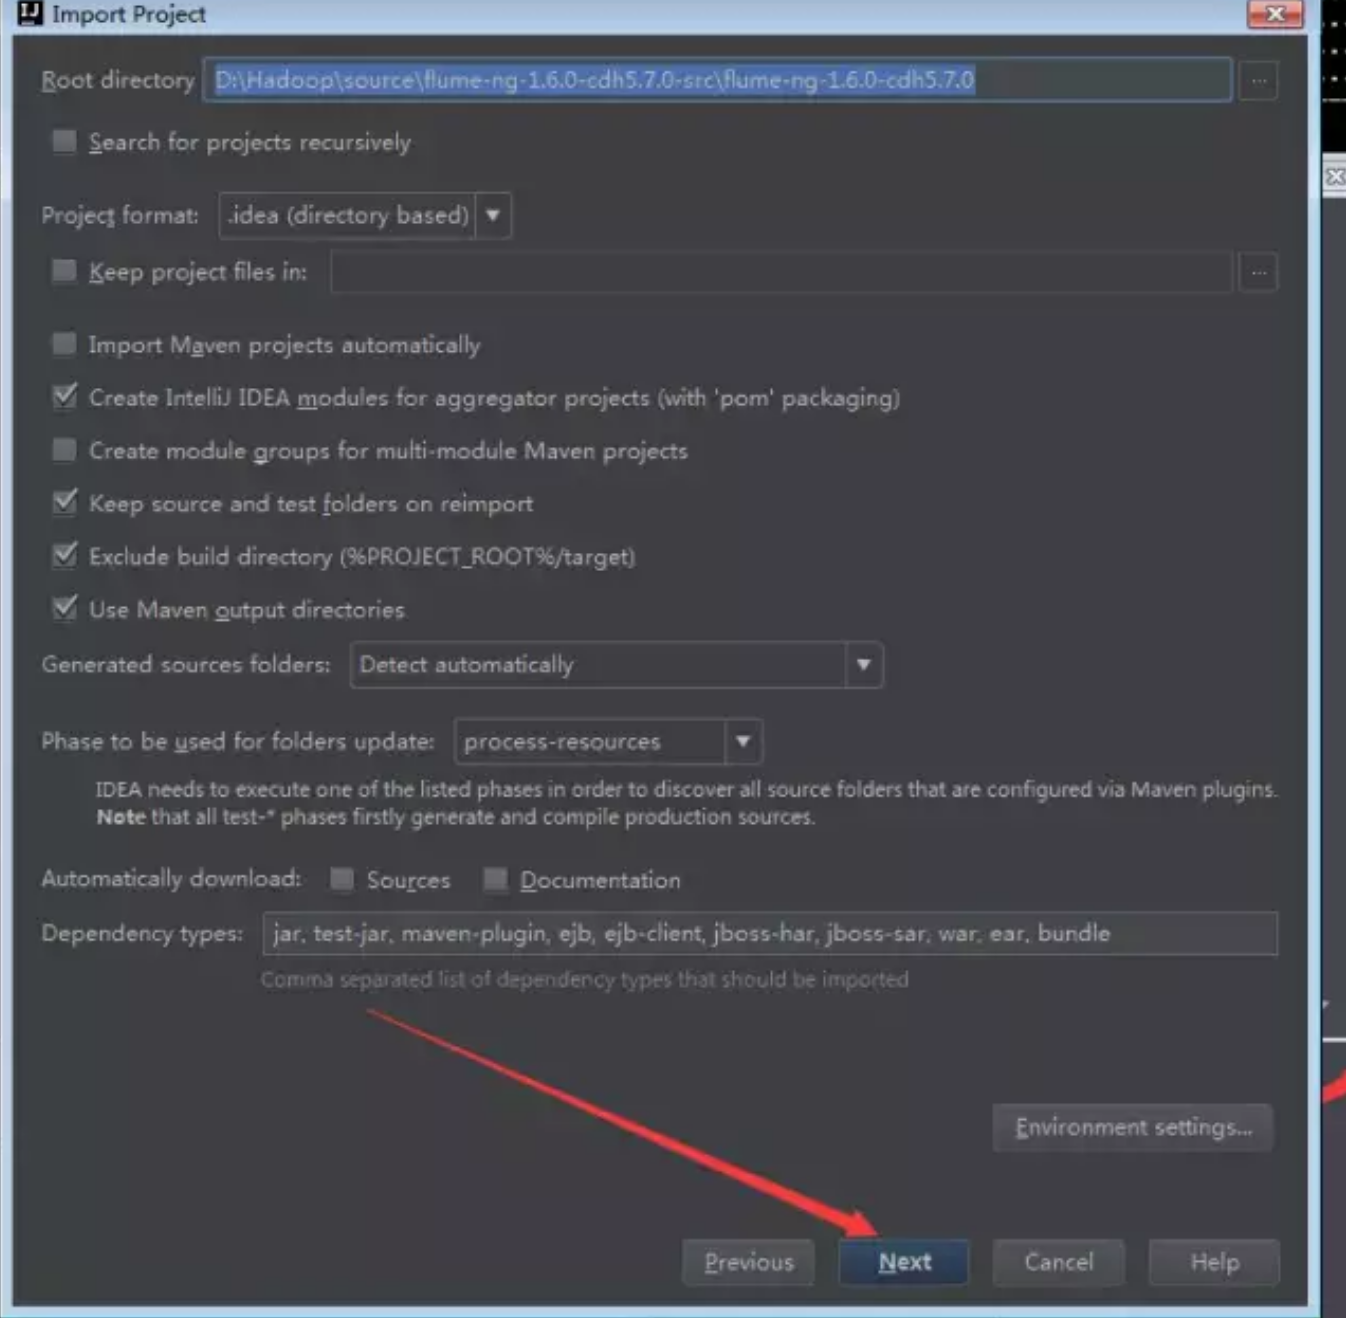 IJ Import Project
Root directory D:\Hadoop\source\flume-ng-1.6.0-cdh5.7.0-src\flume-ng-1.6.0-cdh5.7.0 ...
Search for projects recursively
Project format: .idea (directory based)
Keep project files in: ...
Import Maven projects automatically
Create IntelliJ IDEA modules for aggregator projects (with 'pom' packaging)
Create module groups for multi-module Maven projects
Keep source and test folders on reimport
Exclude build directory (%PROJECT_ROOT%/target)
Use Maven output directories
Generated sources folders: Detect automatically
Phase to be used for folders update: process-resources
IDEA needs to execute one of the listed phases in order to discover all source folders that are configured via Maven plugins.
Note that all test-* phases firstly generate and compile production sources.
Automatically download: Sources Documentation
Dependency types: jar, test-jar, maven-plugin, ejb, ejb-client, jboss-har, jboss-sar, war, ear, bundle
Comma separated list of dependency types that should be imported
Environment settings...
Previous Next Cancel Help